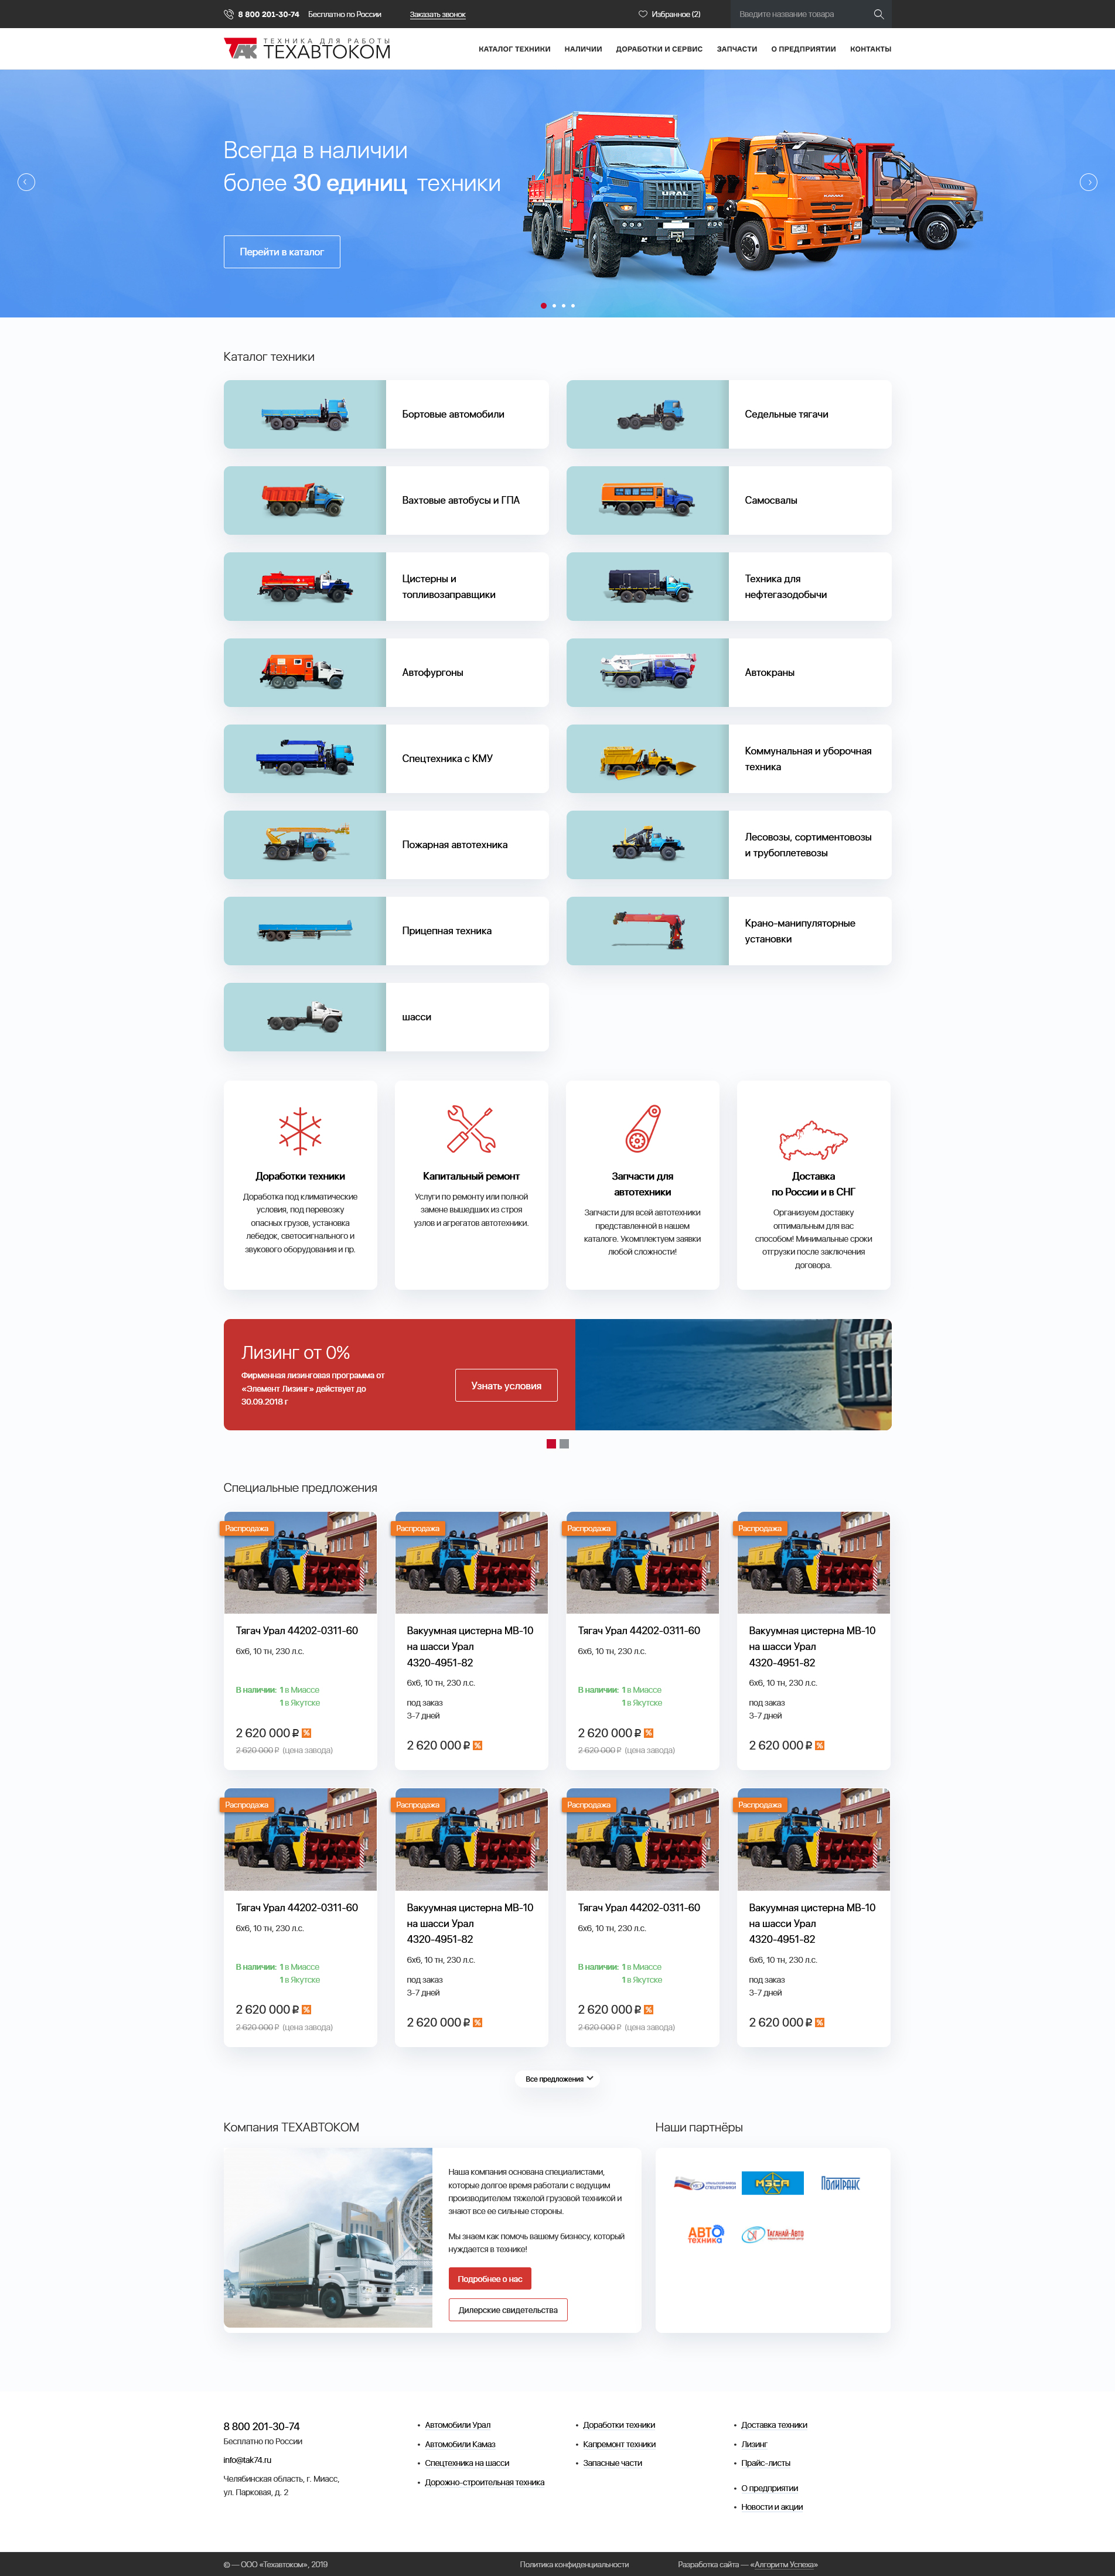 8 800 201-30-74 Бесплатно по России Заказать звонок Избранное (2) Введите название товара
ТЕХНИКА ДЛЯ РАБОТЫ
ТАК ТЕХАВТОКОМ
КАТАЛОГ ТЕХНИКИ НАЛИЧИИ ДОРАБОТКИ И СЕРВИС ЗАПЧАСТИ О ПРЕДПРИЯТИИ КОНТАКТЫ
Всегда в наличии
более 30 единиц техники
URAL
Перейти в каталог
Каталог техники
Бортовые автомобили
Седельные тягачи
Вахтовые автобусы и ГПА
Самосвалы
Цистерны и
топливозаправщики
Техника для
нефтегазодобычи
Автофургоны
Автокраны
Спецтехника с КМУ
Коммунальная и уборочная
техника
Пожарная автотехника
Лесовозы, сортиментовозы
и трубоплетевозы
Прицепная техника
Крано-манипуляторные
установки
шасси
Доработки техники
Доработка под климатические
условия, под перевозку
опасных грузов, установка
лебедок, светосигнального и
звукового оборудования и пр.
Капитальный ремонт
Услуги по ремонту или полной
замене вышедших из строя
узлов и агрегатов автотехники.
Запчасти для
автотехники
Запчасти для всей автотехники
представленной в нашем
каталоге. Укомплектуем заявки
любой сложности!
Доставка
по России и в СНГ
Организуем доставку
оптимальным для вас
способом! Минимальные сроки
отгрузки после заключения
договора.
Лизинг от 0%
Фирменная лизинговая программа от
«Элемент Лизинг» действует до
30.09.2018 г
Узнать условия
URA
Специальные предложения
Распродажа
Тягач Урал 44202-0311-60
6х6, 10 тн, 230 л.с.
В наличии: 1 в Миассе
1 в Якутске
2 620 000 ₽ %
2 620 000 ₽ (цена завода)
Распродажа
Вакуумная цистерна МВ-10
на шасси Урал
4320-4951-82
6х6, 10 тн, 230 л.с.
под заказ
3-7 дней
2 620 000 ₽ %
Распродажа
Тягач Урал 44202-0311-60
6х6, 10 тн, 230 л.с.
В наличии: 1 в Миассе
1 в Якутске
2 620 000 ₽ %
2 620 000 ₽ (цена завода)
Распродажа
Вакуумная цистерна МВ-10
на шасси Урал
4320-4951-82
6х6, 10 тн, 230 л.с.
под заказ
3-7 дней
2 620 000 ₽ %
Распродажа
Тягач Урал 44202-0311-60
6х6, 10 тн, 230 л.с.
В наличии: 1 в Миассе
1 в Якутске
2 620 000 ₽ %
2 620 000 ₽ (цена завода)
Распродажа
Вакуумная цистерна МВ-10
на шасси Урал
4320-4951-82
6х6, 10 тн, 230 л.с.
под заказ
3-7 дней
2 620 000 ₽ %
Распродажа
Тягач Урал 44202-0311-60
6х6, 10 тн, 230 л.с.
В наличии: 1 в Миассе
1 в Якутске
2 620 000 ₽ %
2 620 000 ₽ (цена завода)
Распродажа
Вакуумная цистерна МВ-10
на шасси Урал
4320-4951-82
6х6, 10 тн, 230 л.с.
под заказ
3-7 дней
2 620 000 ₽ %
Все предложения
Компания ТЕХАВТОКОМ
Наша компания основана специалистами,
которые долгое время работали с ведущим
производителем тяжелой грузовой техникой и
знают все ее сильные стороны.
Мы знаем как помочь вашему бизнесу, который
нуждается в технике!
Подробнее о нас
Дилерские свидетельства
Наши партнёры
СПЕЦТЕХНИКИ
МЗСА
ПОЛИТРАНС
АВТО
техника
Таганай-Авто
8 800 201-30-74
Бесплатно по России
info@tak74.ru
Челябинская область, г. Миасс,
ул. Парковая, д. 2
Автомобили Урал
Автомобили Камаз
Спецтехника на шасси
Дорожно-строительная техника
Доработки техники
Капремонт техники
Запасные части
Доставка техники
Лизинг
Прайс-листы
О предприятии
Новости и акции
© — ООО «Техавтоком», 2019 Политика конфиденциальности Разработка сайта — «Алгоритм Успеха»